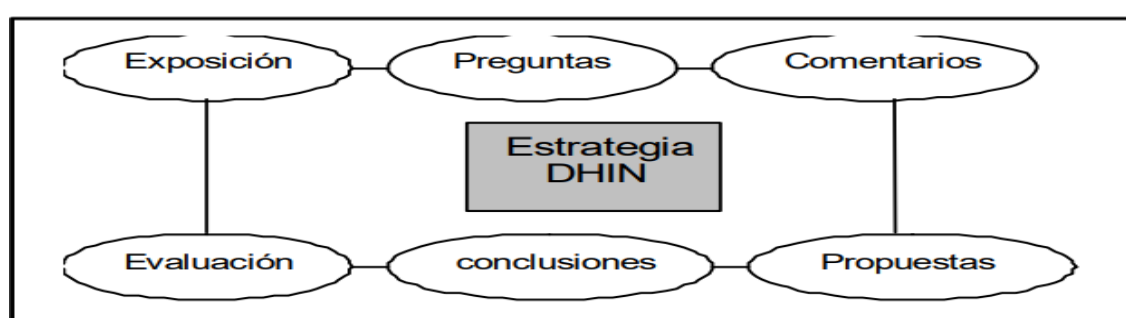 Exposición
Preguntas
Comentarios
Estrategia
DHIN
Evaluación
conclusiones
Propuestas